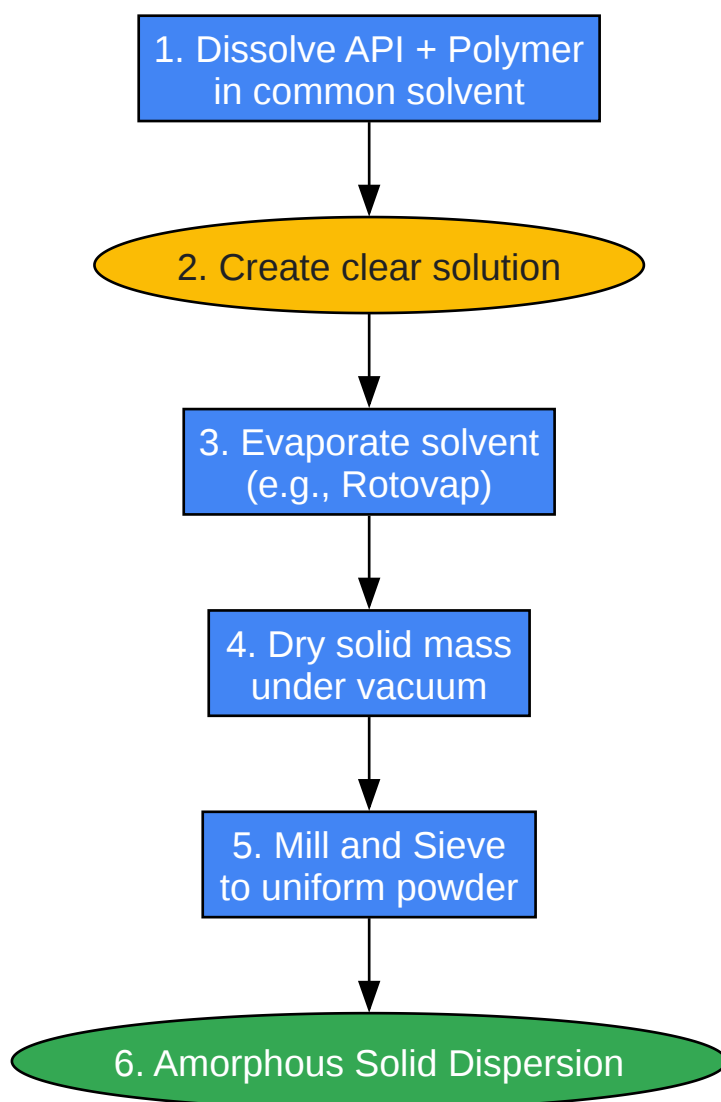 1. Dissolve API + Polymer
in common solvent
2. Create clear solution
3. Evaporate solvent
(e.g., Rotovap)
4. Dry solid mass
under vacuum
5. Mill and Sieve
to uniform powder
6. Amorphous Solid Dispersion